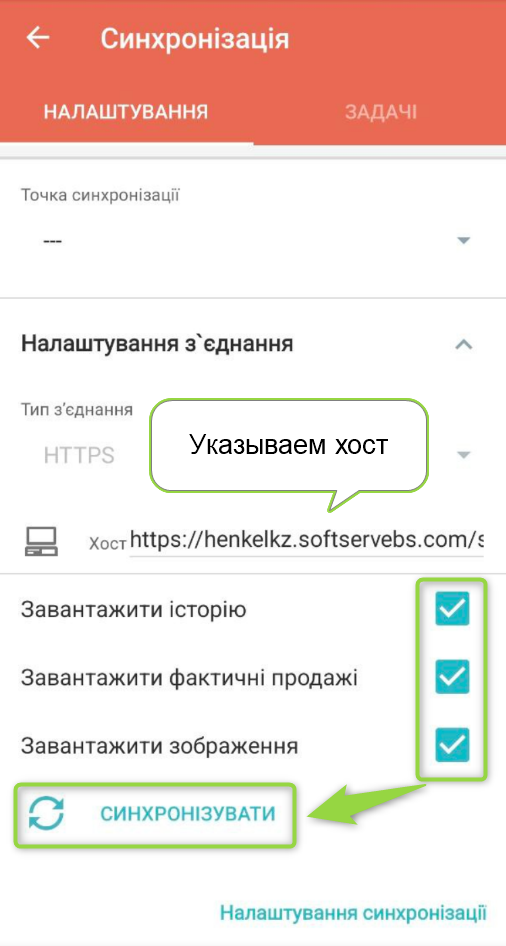 Синхронізація
НАЛАШТУВАННЯ ЗАДАЧІ
Точка синхронізації
---
Налаштування з`єднання
Тип з’єднання
HTTPS
Указываем хост
Хост https://henkelkz.softservebs.com/s
Завантажити історію
Завантажити фактичні продажі
Завантажити зображення
СИНХРОНІЗУВАТИ
Налаштування синхронізації